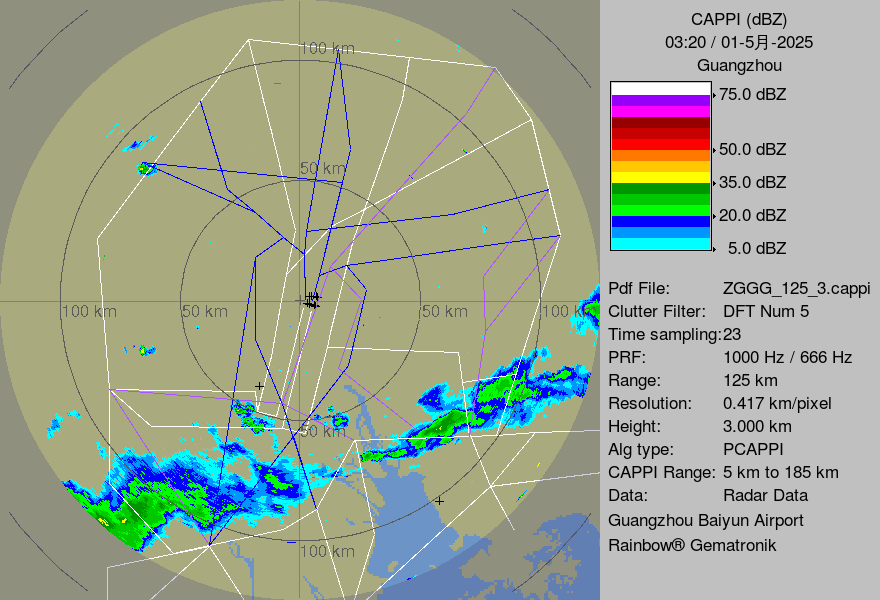 CAPPI (dBZ)
03:20 / 01-5月-2025
Guangzhou
75.0 dBZ
50.0 dBZ
35.0 dBZ
20.0 dBZ
5.0 dBZ
Pdf File: ZGGG_125_3.cappi
Clutter Filter: DFT Num 5
Time sampling:23
PRF: 1000 Hz / 666 Hz
Range: 125 km
Resolution: 0.417 km/pixel
Height: 3.000 km
Alg type: PCAPPI
CAPPI Range: 5 km to 185 km
Data: Radar Data
Guangzhou Baiyun Airport
Rainbow® Gematronik
100 km
50 km
100 km
50 km
50 km
100 k
50 km
100 km